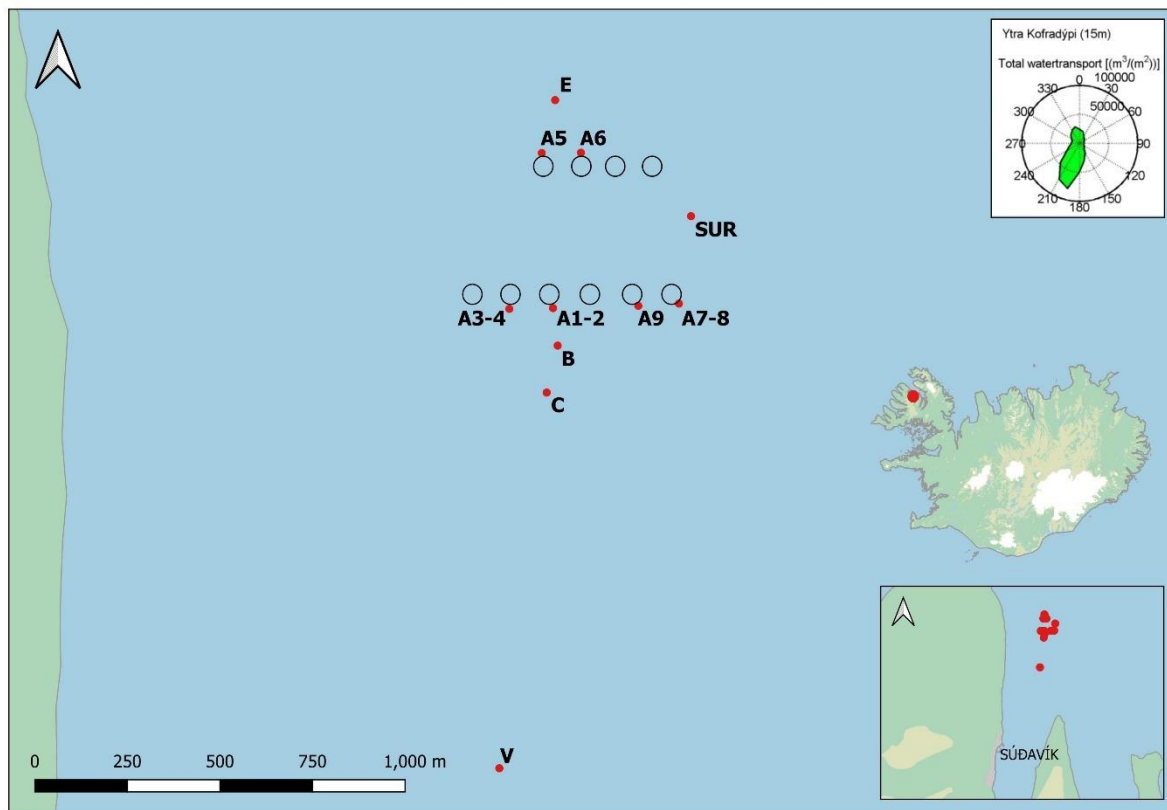 Ytra Kofradýpi (15m)
Total watertransport [(m³/(m²))]
0
100000
330
30
50000
300
60
270
90
240
120
210
150
180
E
A5
A6
SUR
A3-4
A1-2
A9
A7-8
B
C
V
0 250 500 750 1,000 m
SÚÐAVÍK